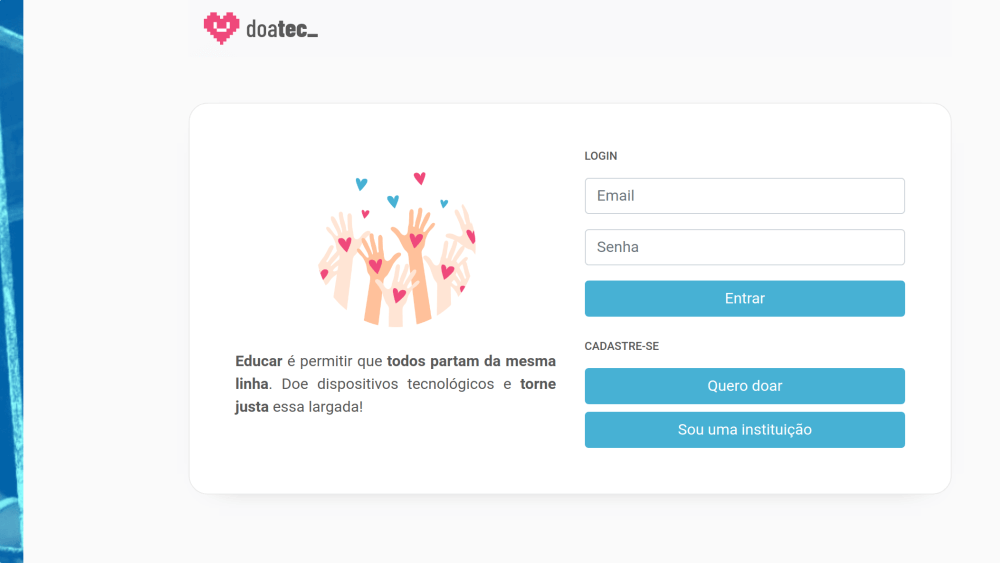 doatec_
LOGIN
Email
Senha
Entrar
CADASTRE-SE
Quero doar
Sou uma instituição
Educar é permitir que todos partam da mesma
linha. Doe dispositivos tecnológicos e torne
justa essa largada!